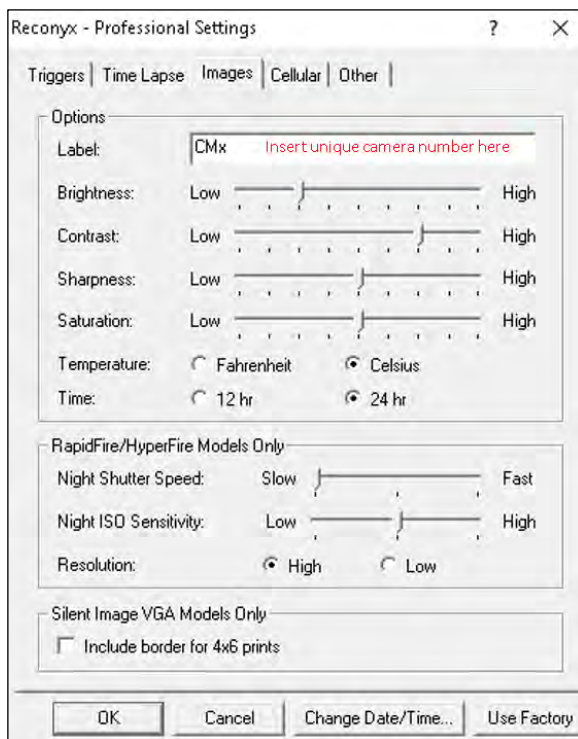 Reconyx - Professional Settings ? X
Triggers Time Lapse Images Cellular Other
Options
Label: CMx Insert unique camera number here
Brightness: Low High
Contrast: Low High
Sharpness: Low High
Saturation: Low High
Temperature: Fahrenheit Celsius
Time: 12 hr 24 hr
RapidFire/HyperFire Models Only
Night Shutter Speed: Slow Fast
Night ISO Sensitivity: Low High
Resolution: High Low
Silent Image VGA Models Only
Include border for 4x6 prints
OK Cancel Change Date/Time... Use Factory